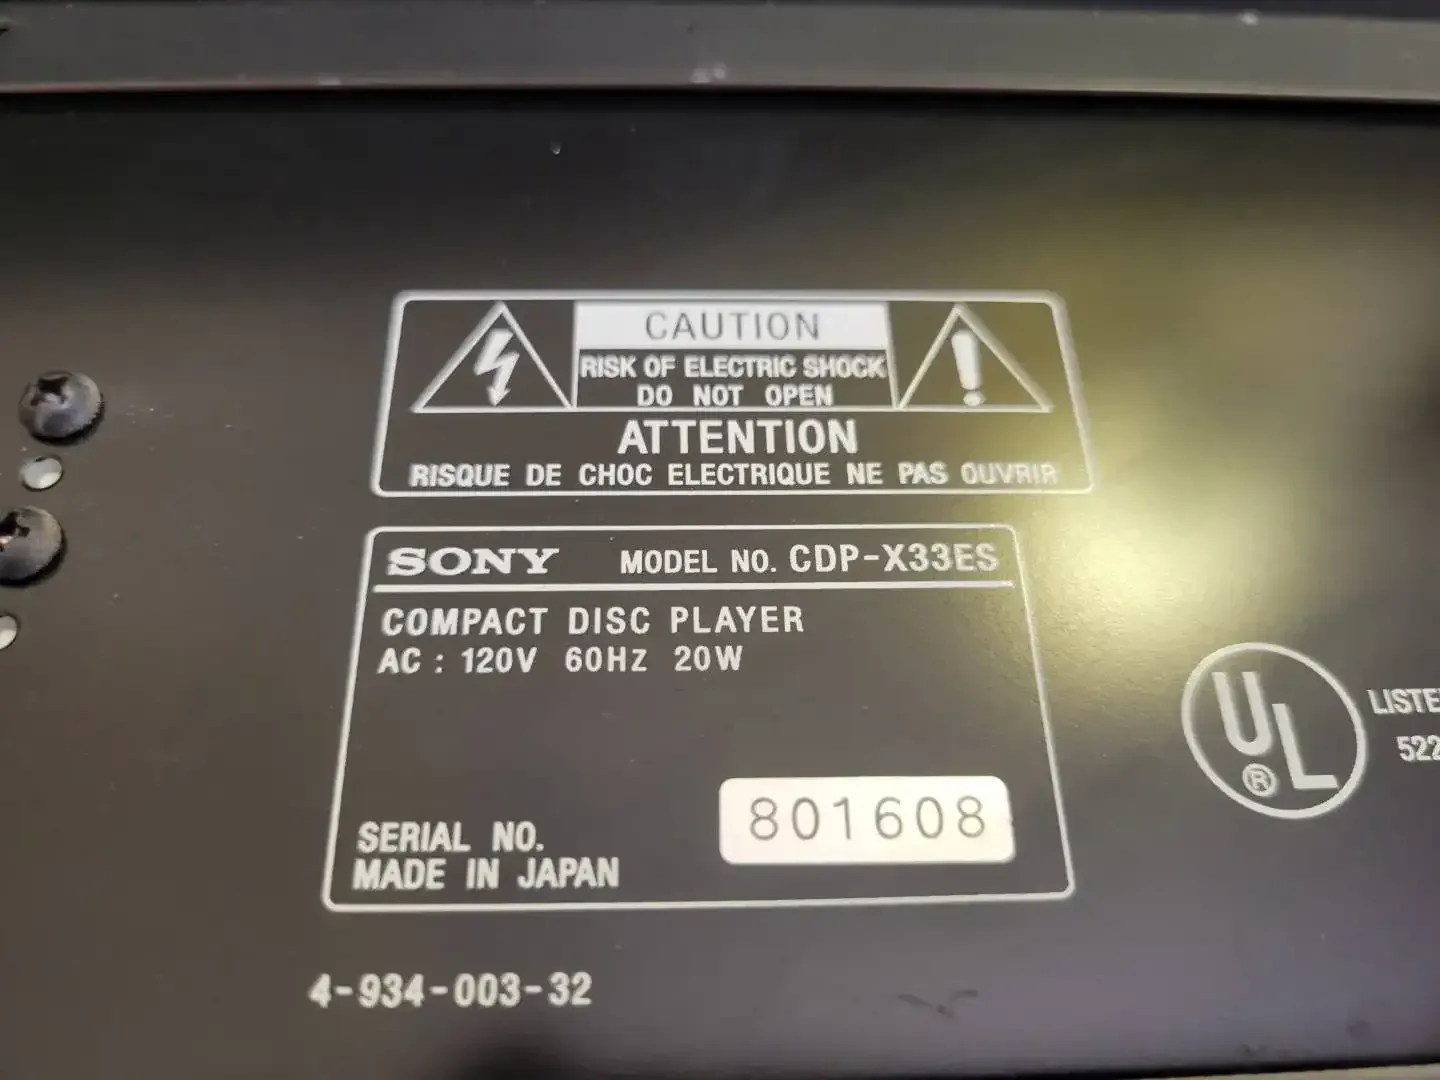 CAUTION
RISK OF ELECTRIC SHOCK
DO NOT OPEN
ATTENTION
RISQUE DE CHOC ELECTRIQUE NE PAS OUVRIR
SONY MODEL NO. CDP-X33ES
COMPACT DISC PLAYER
AC : 120V 60Hz 20W
UL®
LISTE
522
SERIAL NO. 801608
MADE IN JAPAN
4-934-003-32